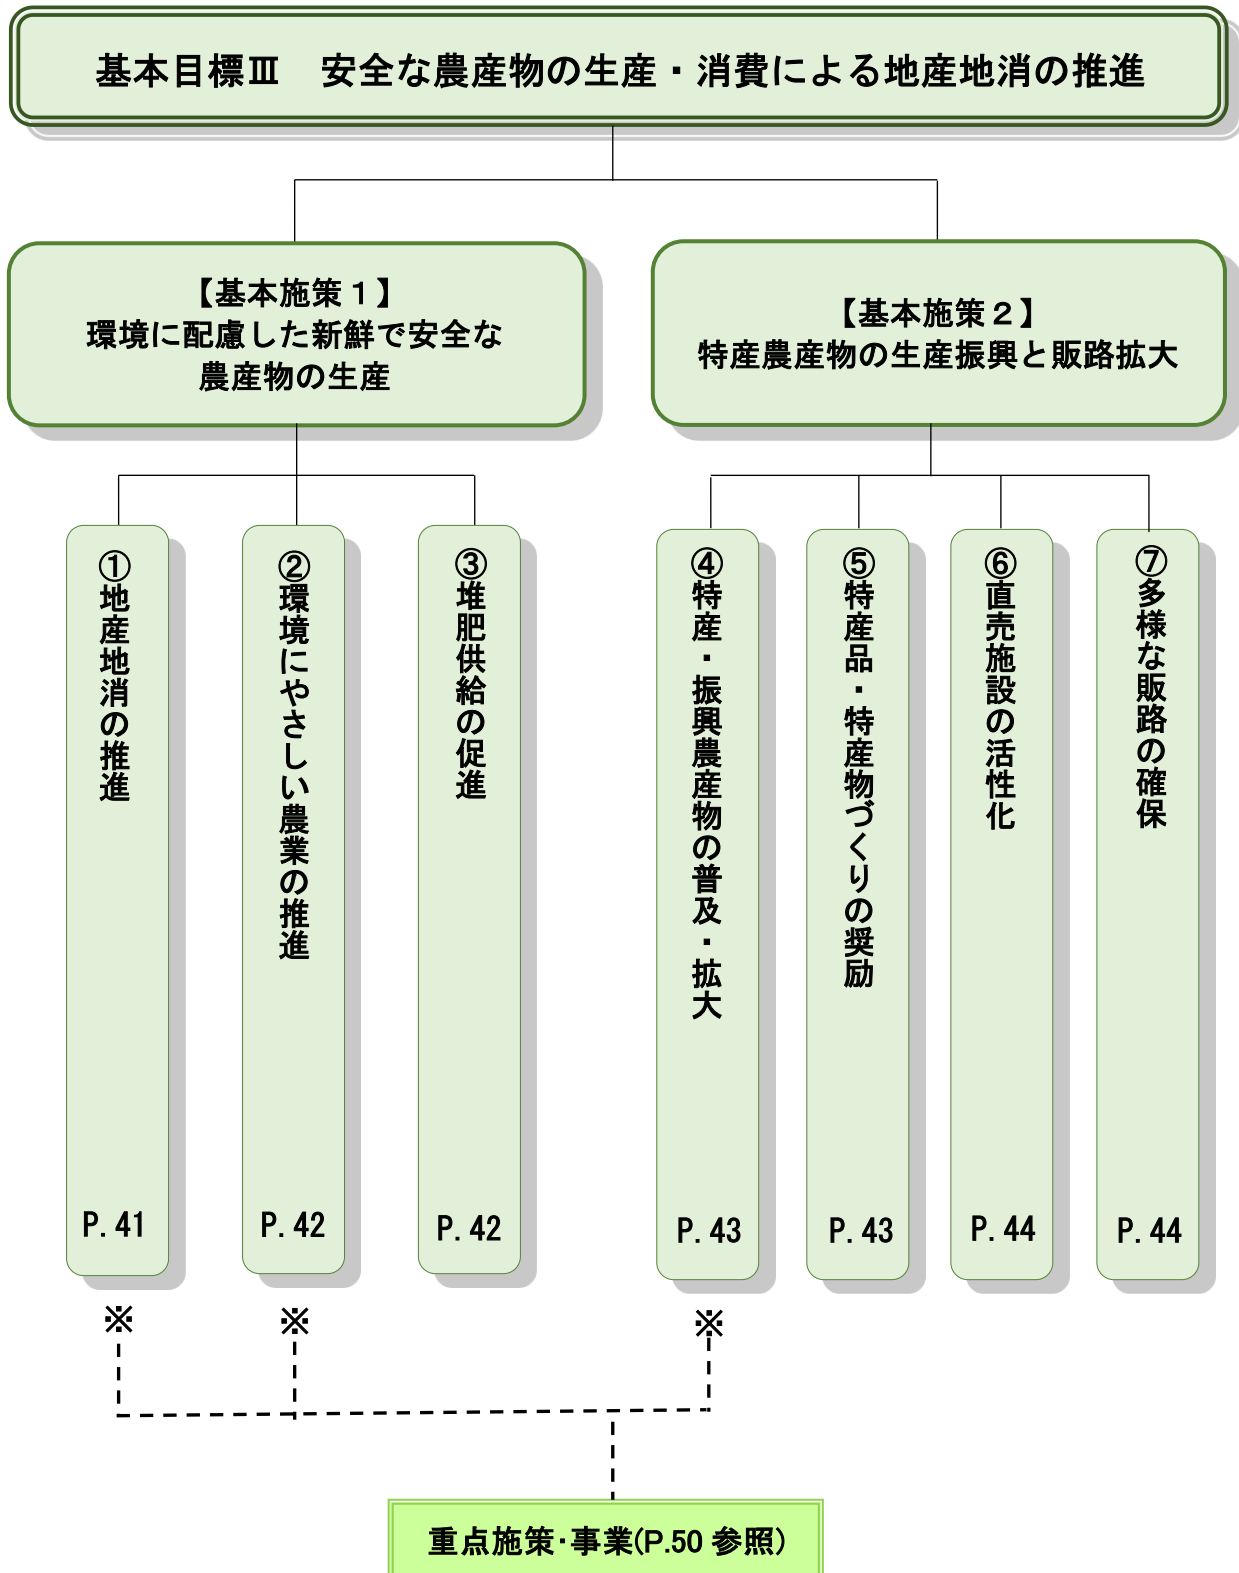 基本目標Ⅲ　安全な農産物の生産・消費による地産地消の推進
【基本施策１】
環境に配慮した新鮮で安全な
農産物の生産
【基本施策２】
特産農産物の生産振興と販路拡大
①地産地消の推進
P.41
②環境にやさしい農業の推進
P.42
③堆肥供給の促進
P.42
④特産・振興農産物の普及・拡大
P.43
⑤特産品・特産物づくりの奨励
P.43
⑥直売施設の活性化
P.44
⑦多様な販路の確保
P.44
※
※
※
重点施策・事業(P.50 参照)